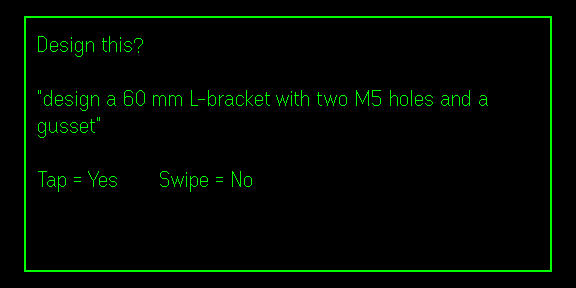 Design this?
"design a 60 mm L-bracket with two M5 holes and a
gusset"
Tap = Yes     Swipe = No